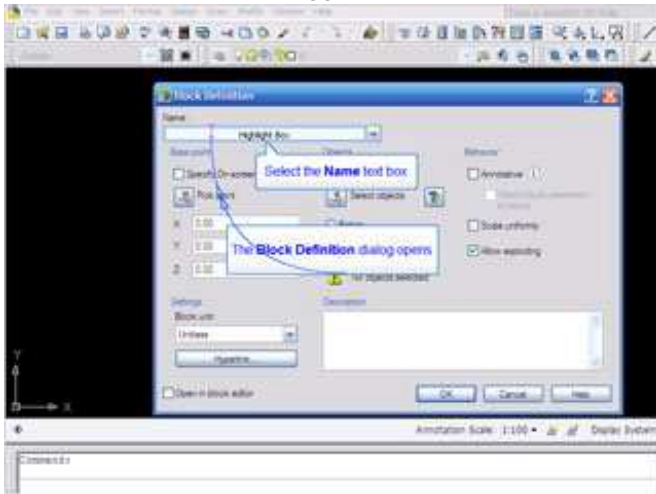 Block Definition
Name
Highlight Box
Base point
Objects
Behavior
Specify On-screen
Select the Name text box
Annotative
Pick point
Select objects
X 0.00
Scale uniformly
Y 0.00
The Block Definition dialog opens
Allow exploding
Z 0.00
No objects selected
Settings
Description
Block unit
Unitless
Hyperlink...
Open in block editor
OK
Cancel
Help
Y
X
Annotation Scale 1:100
Command: